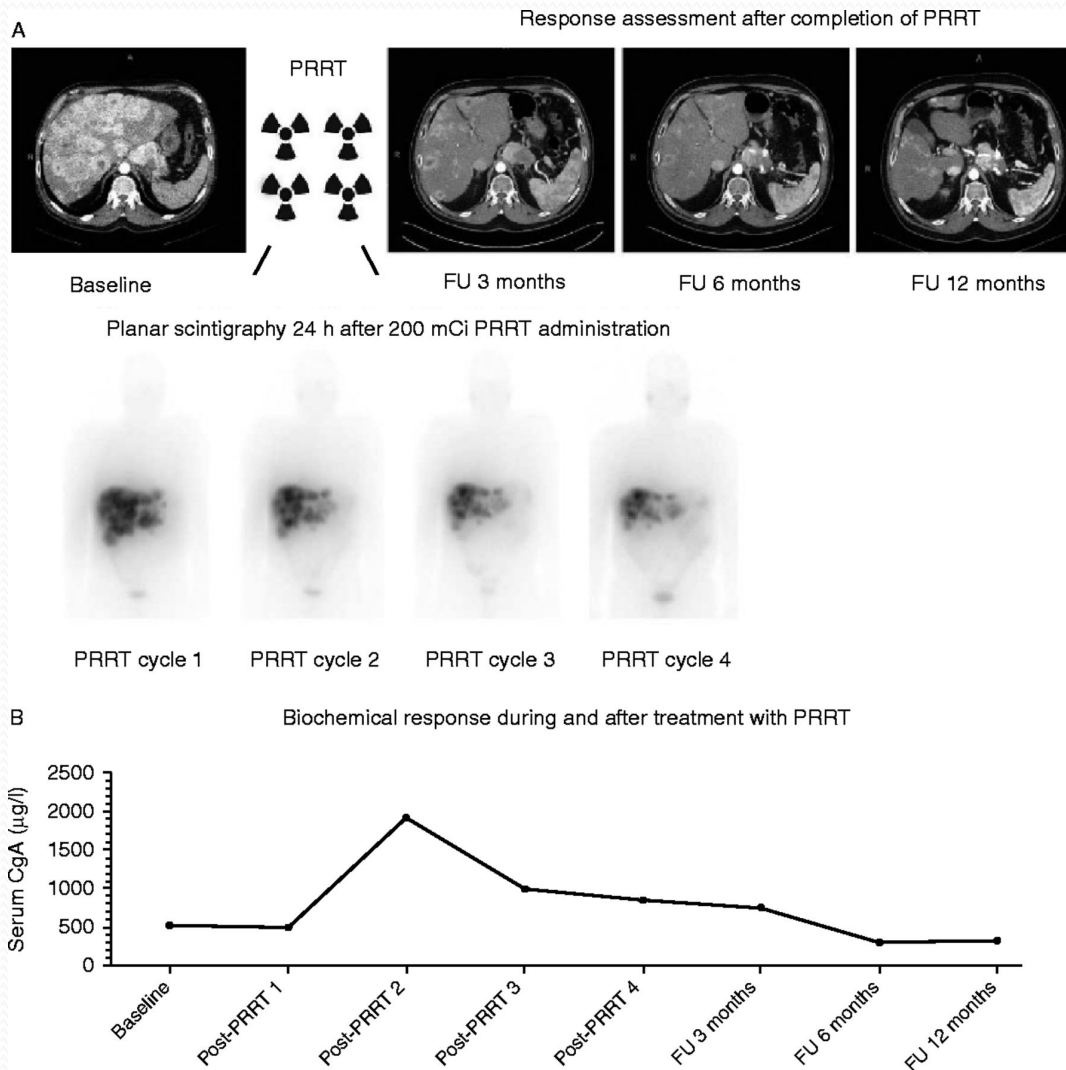 A
Response assessment after completion of PRRT
PRRT
Baseline
FU 3 months
FU 6 months
FU 12 months
Planar scintigraphy 24 h after 200 mCi PRRT administration
PRRT cycle 1
PRRT cycle 2
PRRT cycle 3
PRRT cycle 4
B
Biochemical response during and after treatment with PRRT
Serum CgA (μg/l)
2500
2000
1500
1000
500
0
Baseline
Post-PRRT 1
Post-PRRT 2
Post-PRRT 3
Post-PRRT 4
FU 3 months
FU 6 months
FU 12 months